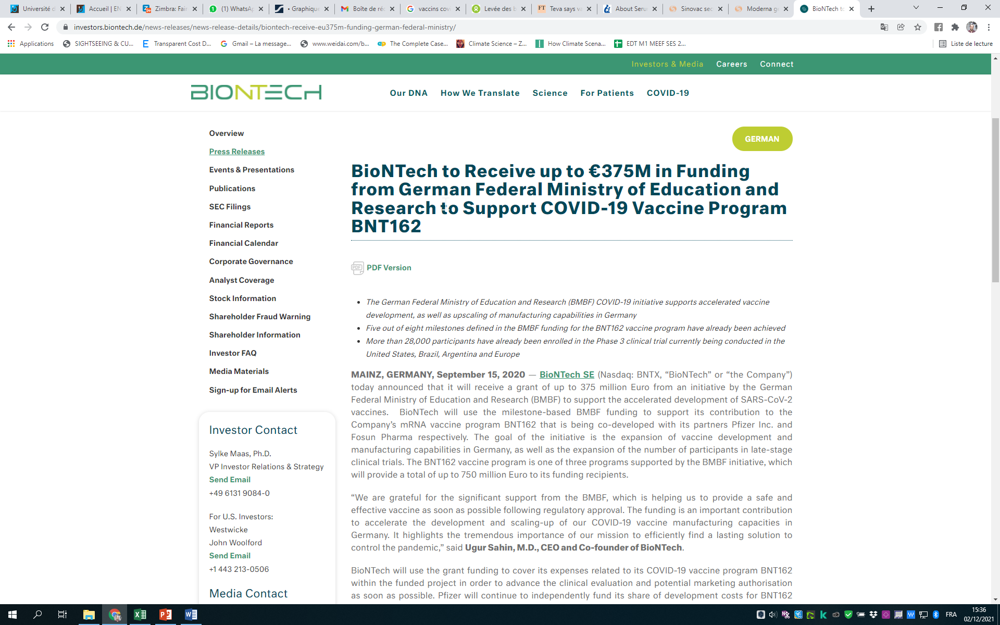 Université d
Accueil | EN
Zimbra: Fair
(1) WhatsAp
• Graphique
Boîte de réc
vaccins covi
Levée des b
Teva says va
About Seru
Sinovac sec
Moderna ge
BioNTech to
investors.biontech.de/news-releases/news-release-details/biontech-receive-eu375m-funding-german-federal-ministry/
Applications
SIGHTSEEING & CU...
Transparent Cost D...
Gmail – La message...
www.weidai.com/b...
The Complete Case...
Climate Science – Z...
How Climate Scena...
EDT M1 MEEF SES 2...
Liste de lecture
Investors & Media Careers Connect
BIONTECH
Our DNA How We Translate Science For Patients COVID-19
Overview
Press Releases
Events & Presentations
Publications
SEC Filings
Financial Reports
Financial Calendar
Corporate Governance
Analyst Coverage
Stock Information
Shareholder Fraud Warning
Shareholder Information
Investor FAQ
Media Materials
Sign-up for Email Alerts
Investor Contact
Sylke Maas, Ph.D.
VP Investor Relations & Strategy
Send Email
+49 6131 9084-0
For U.S. Investors:
Westwicke
John Woolford
Send Email
+1 443 213-0506
Media Contact
GERMAN
BioNTech to Receive up to €375M in Funding
from German Federal Ministry of Education and
Research to Support COVID-19 Vaccine Program
BNT162
PDF PDF Version
• The German Federal Ministry of Education and Research (BMBF) COVID-19 initiative supports accelerated vaccine
development, as well as upscaling of manufacturing capabilities in Germany
• Five out of eight milestones defined in the BMBF funding for the BNT162 vaccine program have already been achieved
• More than 28,000 participants have already been enrolled in the Phase 3 clinical trial currently being conducted in the
United States, Brazil, Argentina and Europe
MAINZ, GERMANY, September 15, 2020 — BioNTech SE (Nasdaq: BNTX, “BioNTech” or “the Company”)
today announced that it will receive a grant of up to 375 million Euro from an initiative by the German
Federal Ministry of Education and Research (BMBF) to support the accelerated development of SARS-CoV-2
vaccines. BioNTech will use the milestone-based BMBF funding to support its contribution to the
Company’s mRNA vaccine program BNT162 that is being co-developed with its partners Pfizer Inc. and
Fosun Pharma respectively. The goal of the initiative is the expansion of vaccine development and
manufacturing capabilities in Germany, as well as the expansion of the number of participants in late-stage
clinical trials. The BNT162 vaccine program is one of three programs supported by the BMBF initiative, which
will provide a total of up to 750 million Euro to its funding recipients.
“We are grateful for the significant support from the BMBF, which is helping us to provide a safe and
effective vaccine as soon as possible following regulatory approval. The funding is an important contribution
to accelerate the development and scaling-up of our COVID-19 vaccine manufacturing capacities in
Germany. It highlights the tremendous importance of our mission to efficiently find a lasting solution to
control the pandemic,” said Ugur Sahin, M.D., CEO and Co-founder of BioNTech.
BioNTech will use the grant funding to cover its expenses related to its COVID-19 vaccine program BNT162
within the funded project in order to advance the clinical evaluation and potential marketing authorisation
as soon as possible. Pfizer will continue to independently fund its share of development costs for BNT162
FRA
15:36
02/12/2021